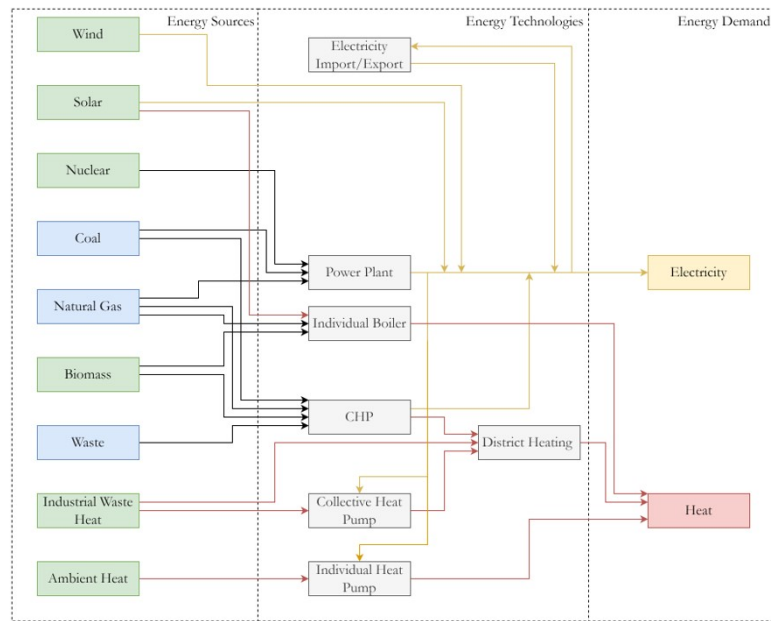 Energy Sources
Energy Technologies
Energy Demand
Wind
Solar
Nuclear
Coal
Natural Gas
Biomass
Waste
Industrial Waste
Heat
Ambient Heat
Electricity
Import/Export
Power Plant
Individual Boiler
CHP
District Heating
Collective Heat
Pump
Individual Heat
Pump
Electricity
Heat